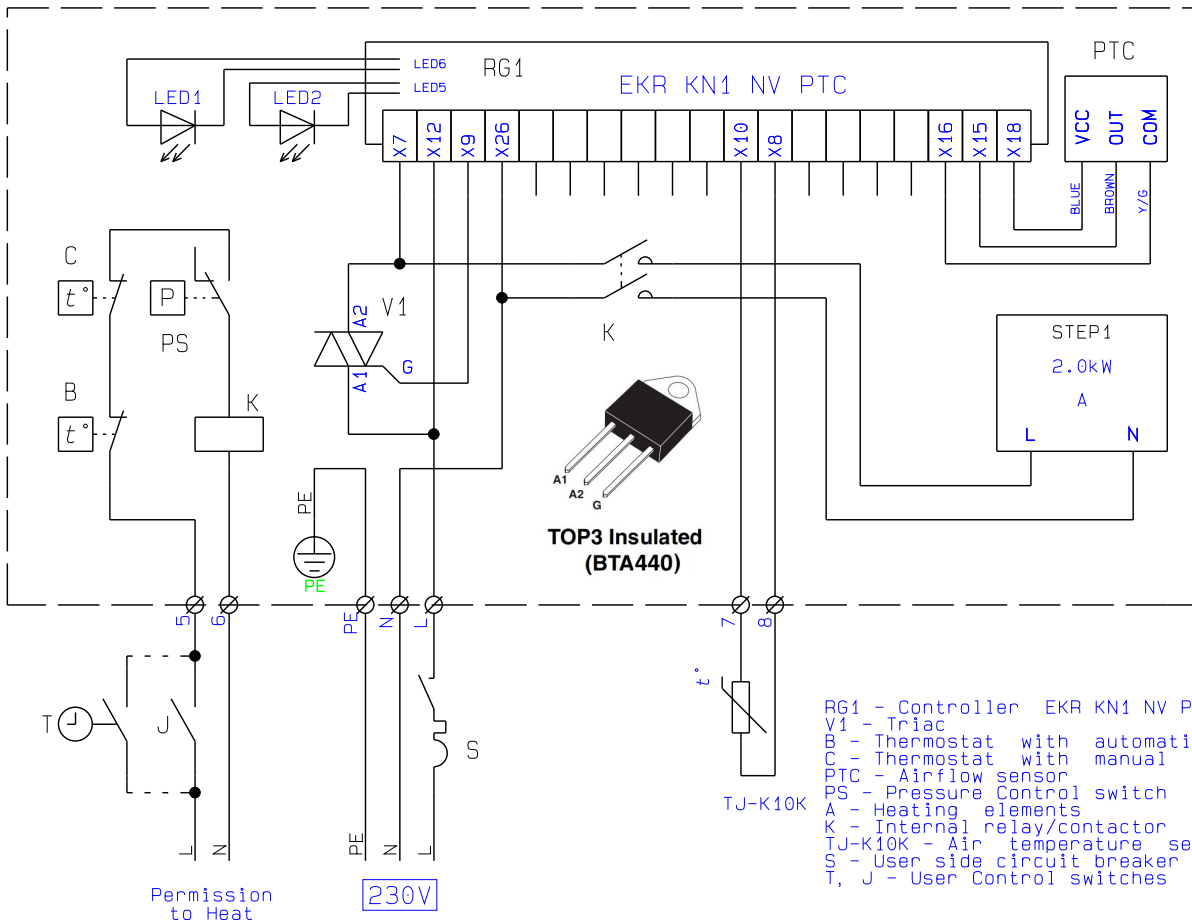 LED6
LED5
RG1
EKR KN1 NV PTC
PTC
LED1
LED2
X7
X12
X9
X26
X10
X8
X16
X15
X18
VCC
OUT
COM
BLUE
BROWN
Y/G
C
t°
P
PS
V1
A2
A1
G
K
STEP1
2.0kW
A
L
N
B
t°
K
A1
A2
G
TOP3 Insulated
(BTA440)
PE
PE
5
6
PE
N
L
7
8
T
J
S
t°
TJ-K10K
L
N
PE
N
L
Permission
to Heat
230V
RG1 - Controller EKR KN1 NV P
V1 - Triac
B - Thermostat with automati
C - Thermostat with manual
PTC - Airflow sensor
PS - Pressure Control switch
A - Heating elements
K - Internal relay/contactor
TJ-K10K - Air temperature se
S - User side circuit breaker
T, J - User Control switches